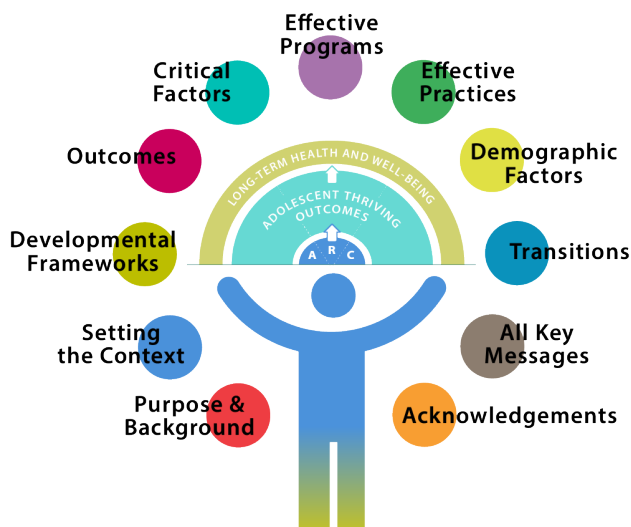 Effective
Programs
Critical
Factors
Effective
Practices
Outcomes
Demographic
Factors
LONG-TERM HEALTH AND WELL-BEING
ADOLESCENT THRIVING
OUTCOMES
A R C
Developmental
Frameworks
Transitions
Setting
the Context
All Key
Messages
Purpose &
Background
Acknowledgements